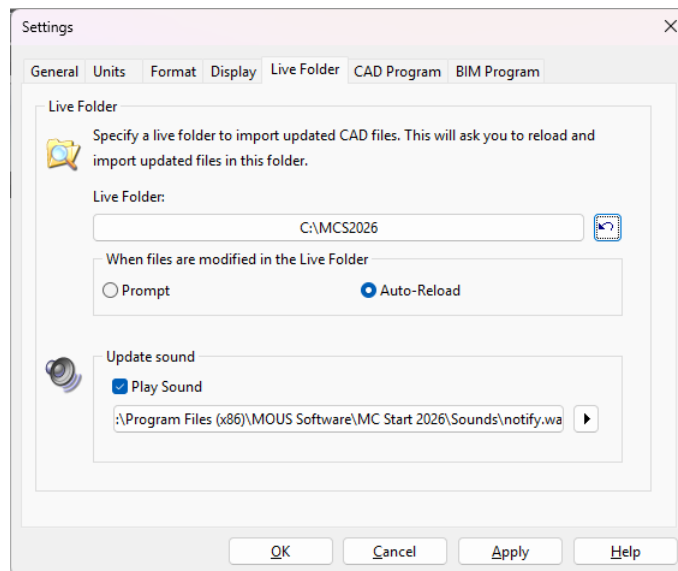 Settings
General Units Format Display Live Folder CAD Program BIM Program
Live Folder
Specify a live folder to import updated CAD files. This will ask you to reload and
import updated files in this folder.
Live Folder:
C:\MCS2026
When files are modified in the Live Folder
Prompt Auto-Reload
Update sound
Play Sound
:\Program Files (x86)\MOUS Software\MC Start 2026\Sounds\notify.wa
OK Cancel Apply Help